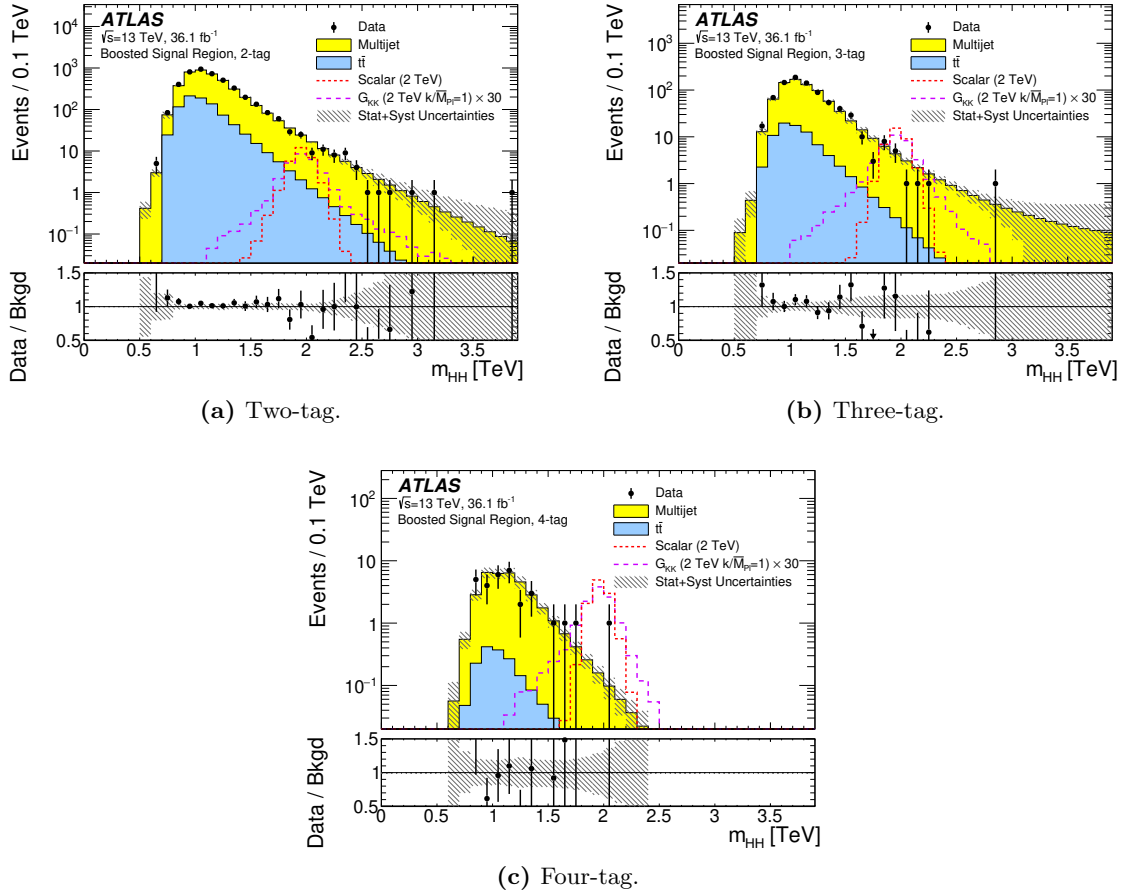 ATLAS
√s=13 TeV, 36.1 fb⁻¹
Boosted Signal Region, 2-tag
Data
Multijet
tt̄
Scalar (2 TeV)
G_KK (2 TeV k/M̄_Pl=1) × 30
Stat+Syst Uncertainties
Events / 0.1 TeV
10⁴
10³
10²
10
1
10⁻¹
Data / Bkgd
1.5
1
0.5
0 0.5 1 1.5 2 2.5 3 3.5
m_HH [TeV]
(a) Two-tag.
ATLAS
√s=13 TeV, 36.1 fb⁻¹
Boosted Signal Region, 3-tag
Data
Multijet
tt̄
Scalar (2 TeV)
G_KK (2 TeV k/M̄_Pl=1) × 30
Stat+Syst Uncertainties
Events / 0.1 TeV
10³
10²
10
1
10⁻¹
Data / Bkgd
1.5
1
0.5
0 0.5 1 1.5 2 2.5 3 3.5
m_HH [TeV]
(b) Three-tag.
ATLAS
√s=13 TeV, 36.1 fb⁻¹
Boosted Signal Region, 4-tag
Data
Multijet
tt̄
Scalar (2 TeV)
G_KK (2 TeV k/M̄_Pl=1) × 30
Stat+Syst Uncertainties
Events / 0.1 TeV
10²
10
1
10⁻¹
Data / Bkgd
1.5
1
0.5
0 0.5 1 1.5 2 2.5 3 3.5
m_HH [TeV]
(c) Four-tag.